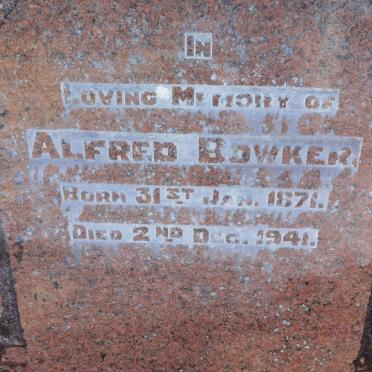 IN
LOVING MEMORY OF
ALFRED BOWKER.
BORN 31ST JAN. 1871.
DIED 2ND DEC. 1941.